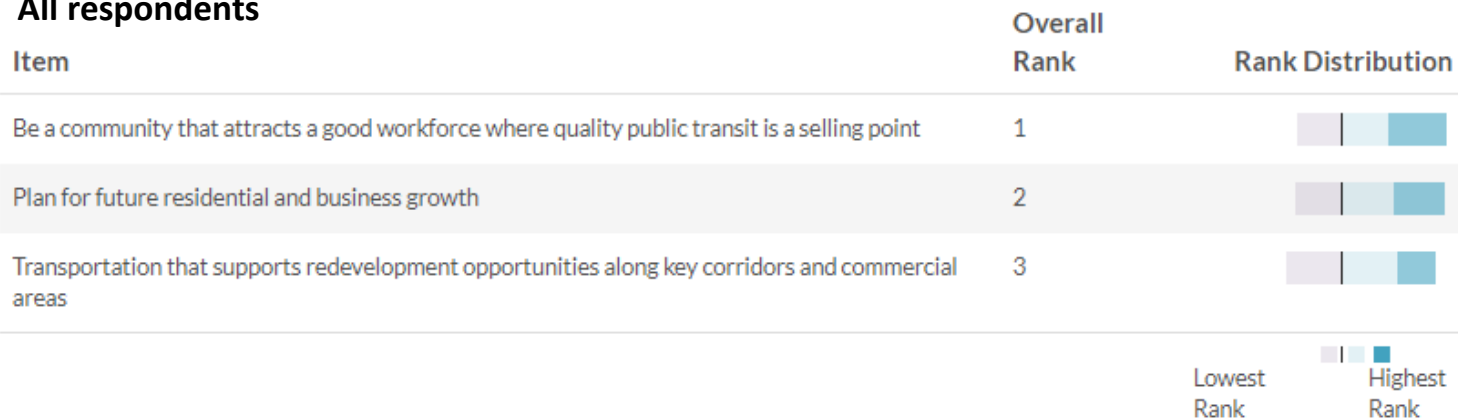 All respondents
Overall
Item Rank Rank Distribution
Be a community that attracts a good workforce where quality public transit is a selling point 1
Plan for future residential and business growth 2
Transportation that supports redevelopment opportunities along key corridors and commercial 3
areas
Lowest Highest
Rank Rank